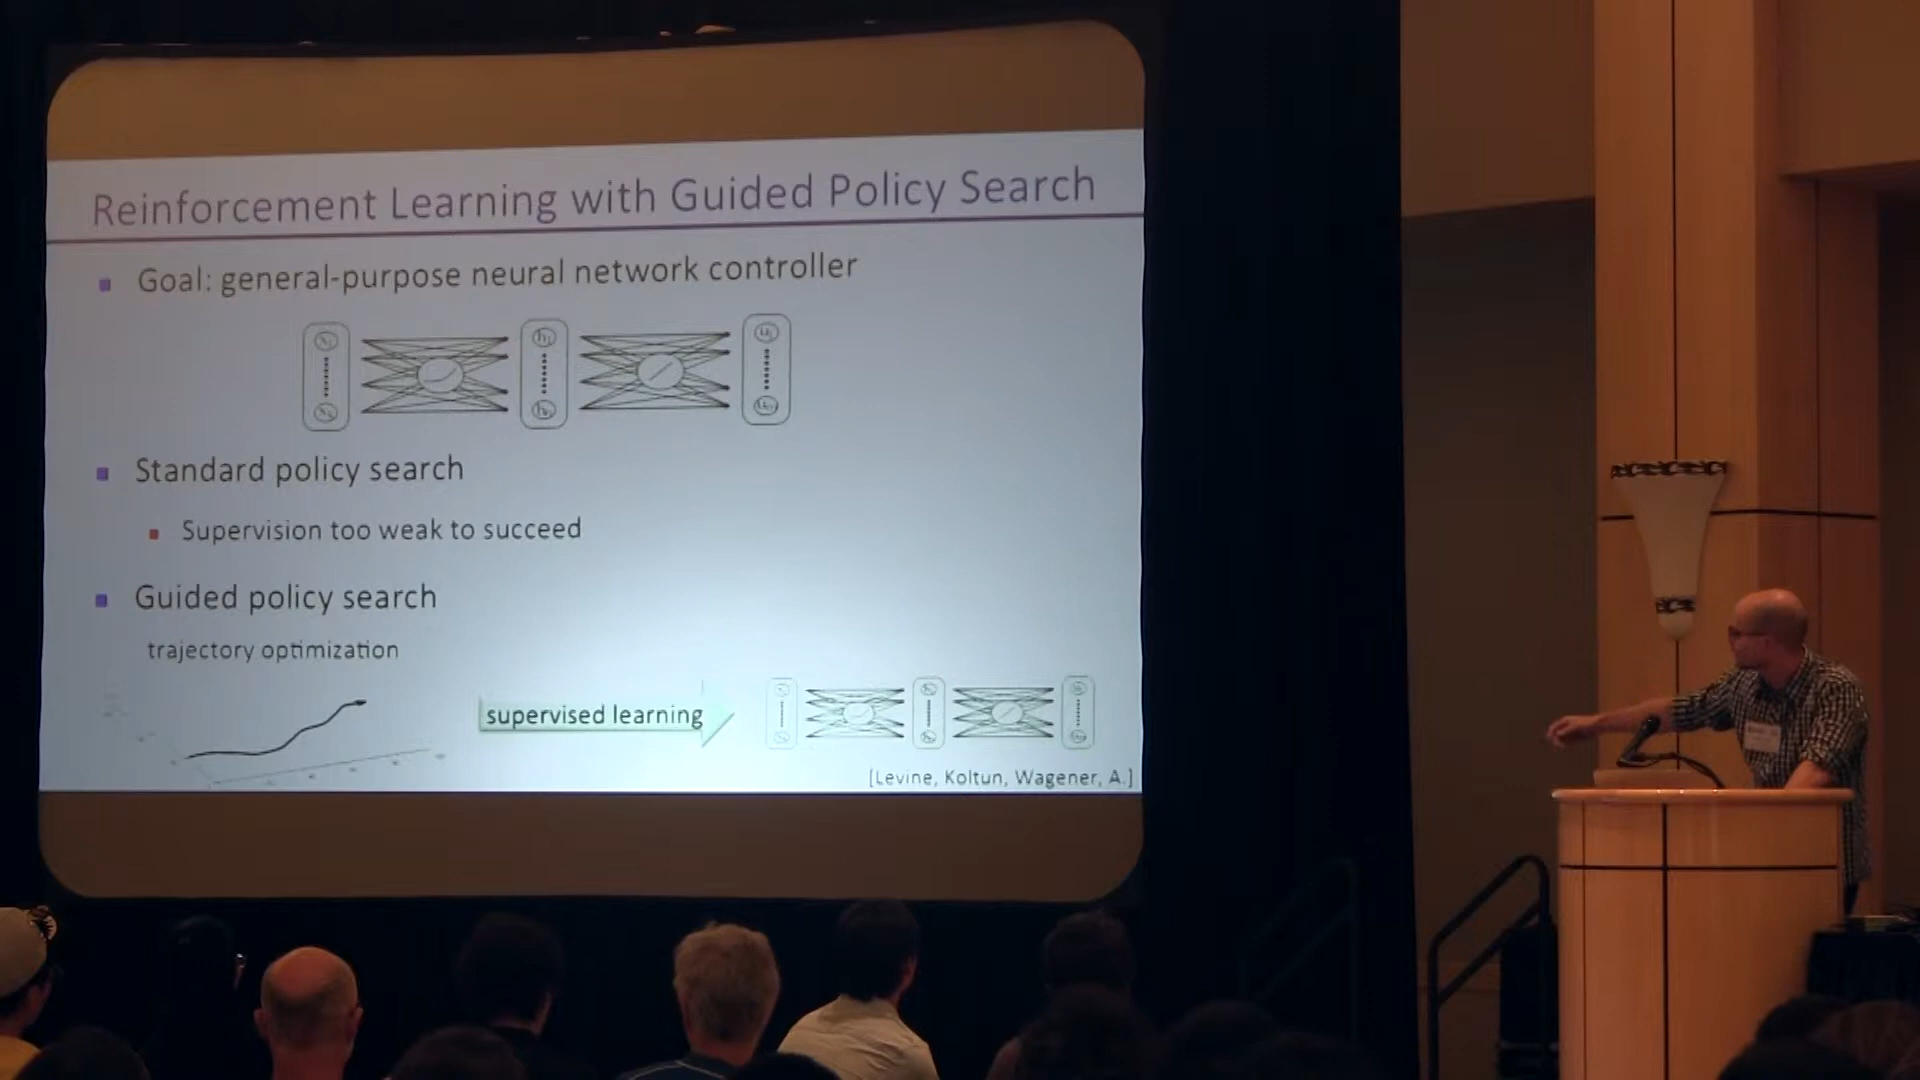 Reinforcement Learning with Guided Policy Search
Goal: general-purpose neural network controller
Standard policy search
Supervision too weak to succeed
Guided policy search
trajectory optimization
supervised learning
[Levine, Koltun, Wagener, A.]